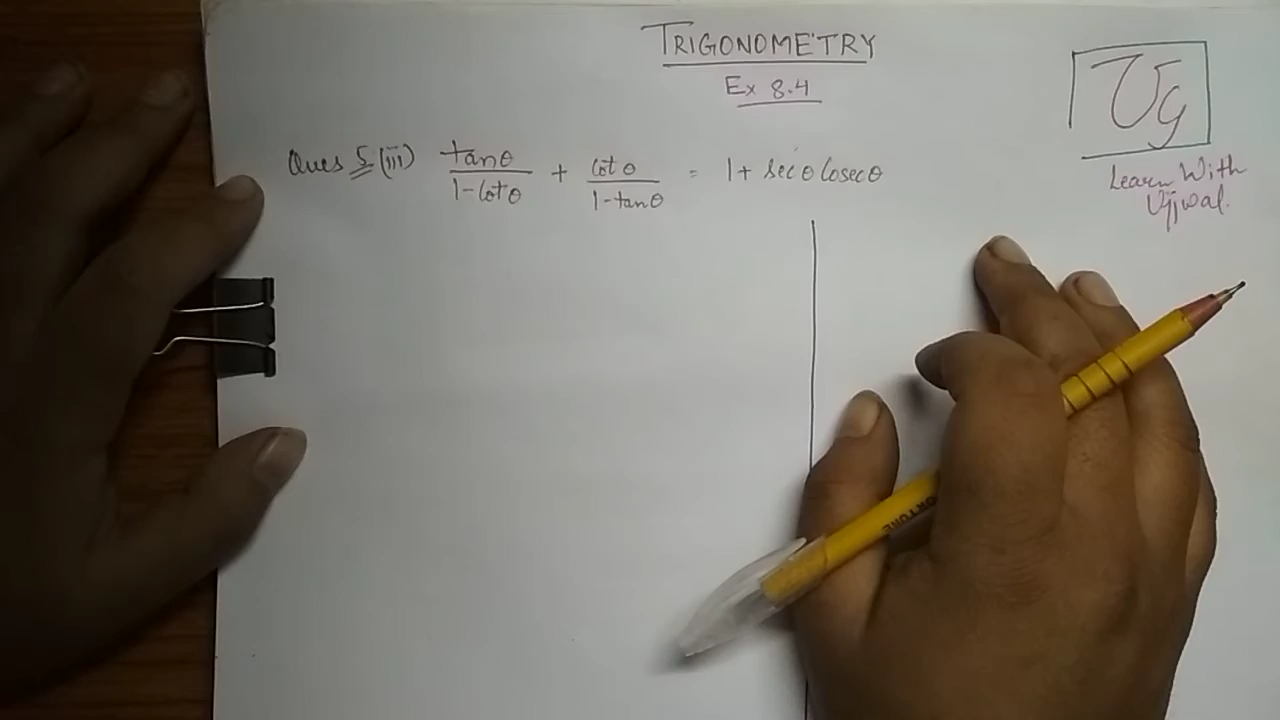 TRIGONOMETRY
Ex 8.4
UG
Learn With
Ujjwal.
Ques 5 (iii) tanθ/1-cotθ + cotθ/1-tanθ = 1+ secθ cosecθ